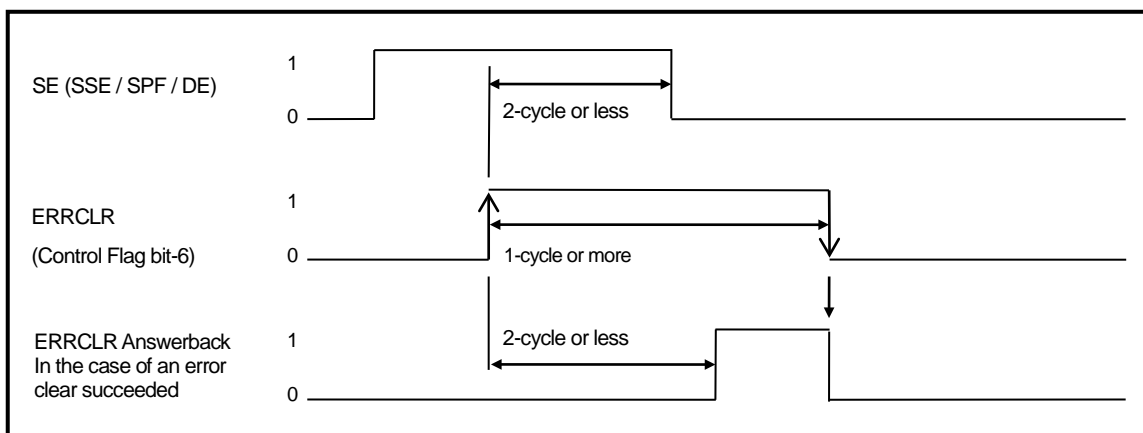 1
SE (SSE / SPF / DE)
0
2-cycle or less
1
ERRCLR
(Control Flag bit-6)
0
1-cycle or more
2-cycle or less
ERRCLR Answerback
1
In the case of an error
clear succeeded
0